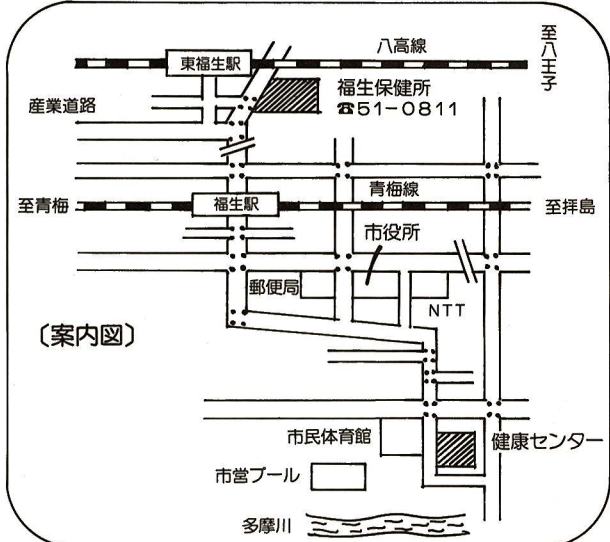 八高線
至八王子
東福生駅
福生保健所
☎51-0811
産業道路
青梅線
至青梅
福生駅
至拝島
市役所
郵便局
NTT
〔案内図〕
市民体育館
健康センター
市営プール
多摩川